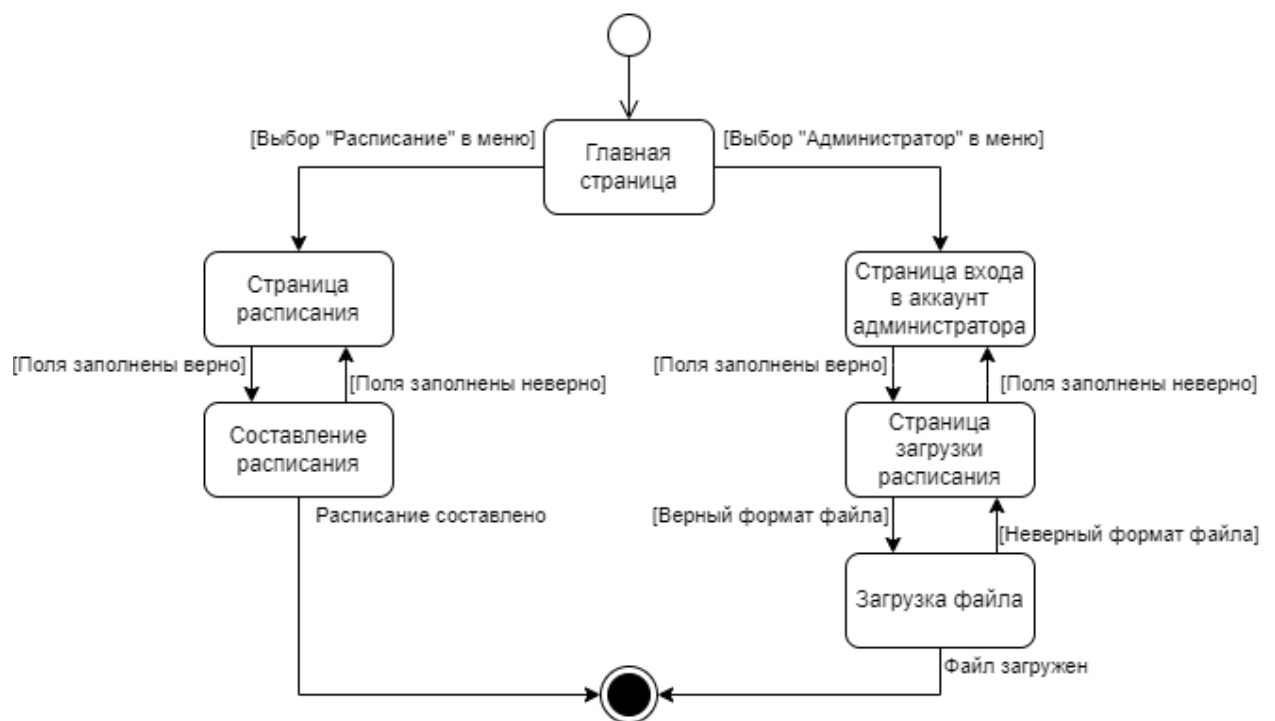 [Выбор "Расписание" в меню]
[Выбор "Администратор" в меню]
Главная
страница
Страница
расписания
Страница входа
в аккаунт
администратора
[Поля заполнены верно]
[Поля заполнены неверно]
[Поля заполнены верно]
[Поля заполнены неверно]
Составление
расписания
Страница
загрузки
расписания
Расписание составлено
[Верный формат файла]
[Неверный формат файла]
Загрузка файла
Файл загружен